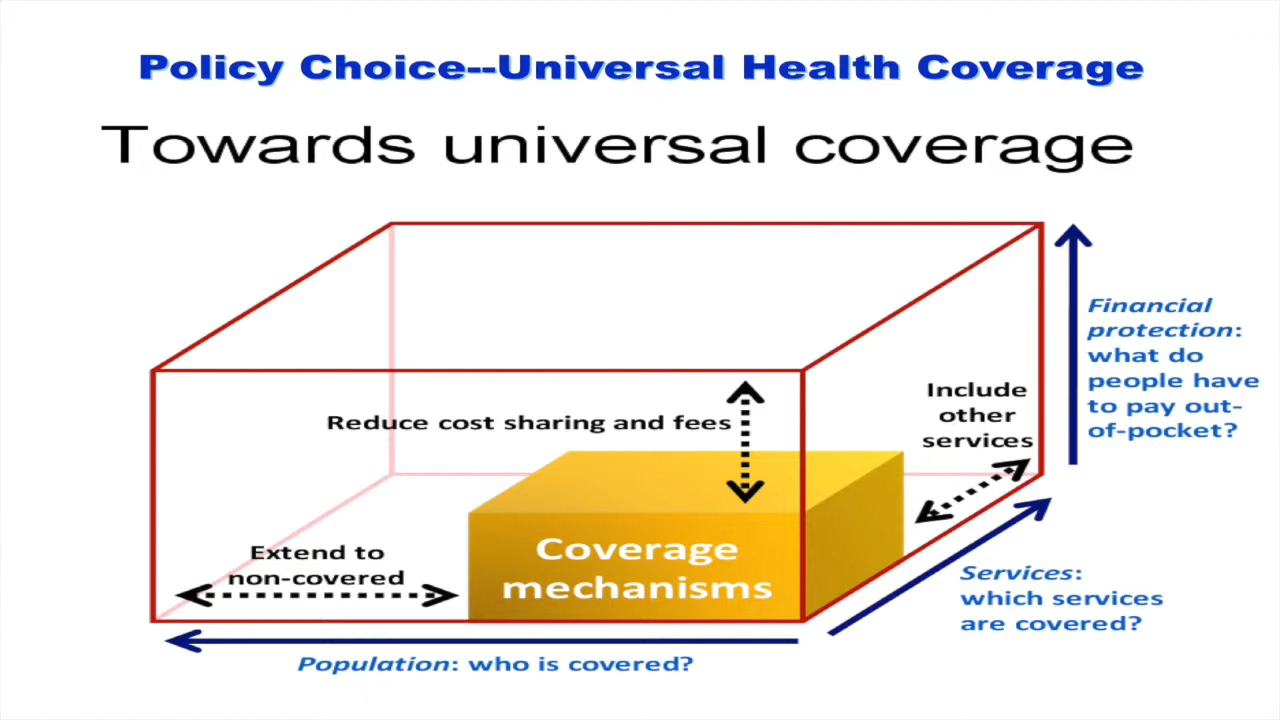 Policy Choice--Universal Health Coverage
Towards universal coverage
Financial
protection:
what do
people have
to pay out-
of-pocket?
Include
other
services
Reduce cost sharing and fees
Coverage
mechanisms
Extend to
non-covered
Services:
which services
are covered?
Population: who is covered?